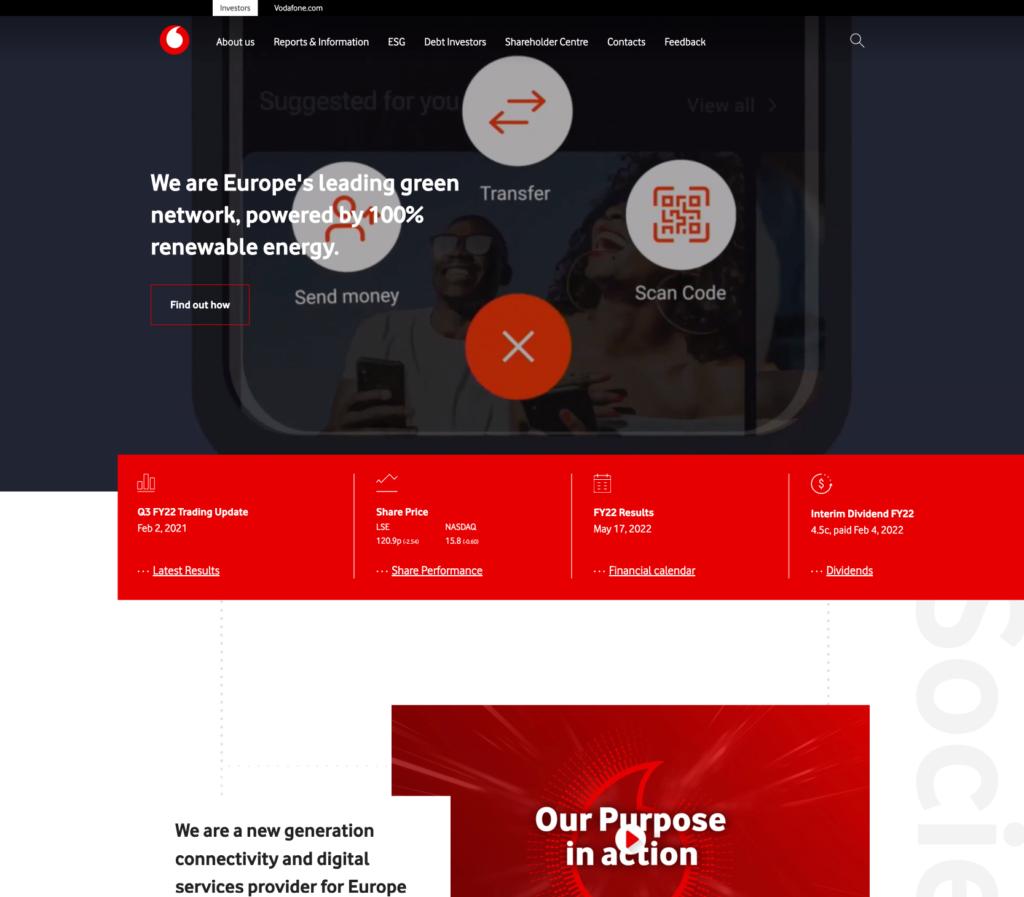 Investors
Vodafone.com
About us
Reports & Information
ESG
Debt Investors
Shareholder Centre
Contacts
Feedback
Suggested for you
View all
Transfer
We are Europe's leading green
network, powered by 100%
renewable energy.
Send money
Scan Code
Find out how
Q3 FY22 Trading Update
Feb 2, 2021
Latest Results
Share Price
LSE
NASDAQ
120.9p (-2.54)
15.8 (-0.60)
Share Performance
FY22 Results
May 17, 2022
Financial calendar
Interim Dividend FY22
4.5c, paid Feb 4, 2022
Dividends
Socie
Our Purpose
in action
We are a new generation
connectivity and digital
services provider for Europe